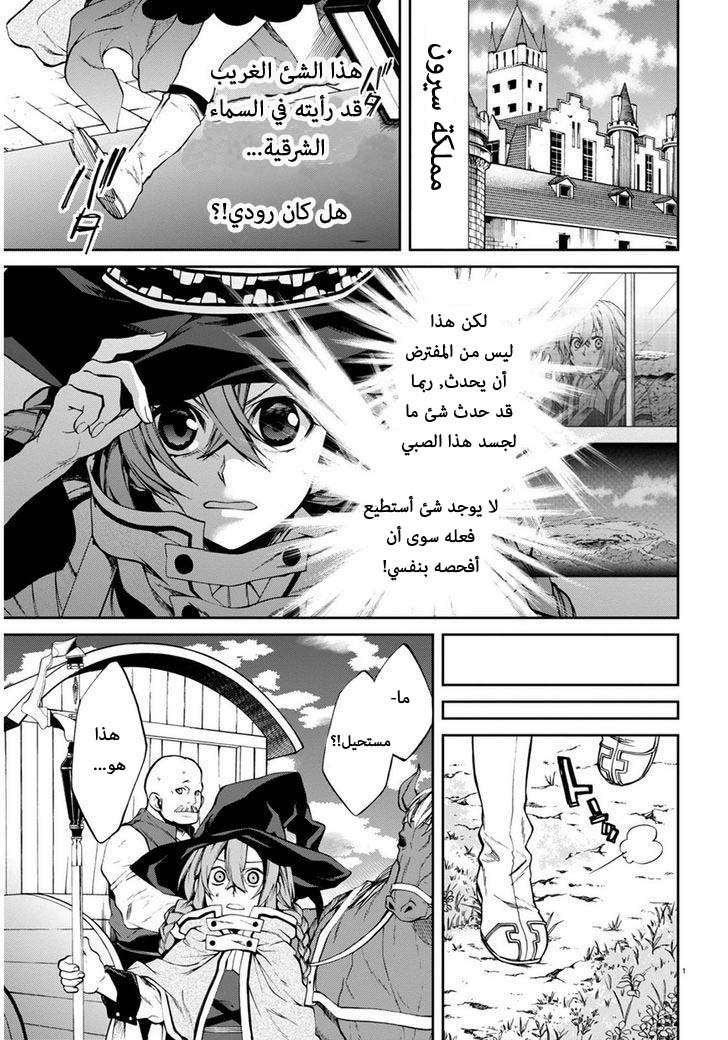 مملكة سيرون
هذا الشئ الغريب
قد رأيته في السماء
الشرقية...
هل كان رودي!؟
لكن هذا
ليس من المفترض
أن يحدث, ربما
قد حدث شئ ما
لجسد هذا الصبي
لا يوجد شئ أستطيع
فعله سوى أن
أفحصه بنفسي!
ما-
مستحيل!؟
هذا
هو...
1